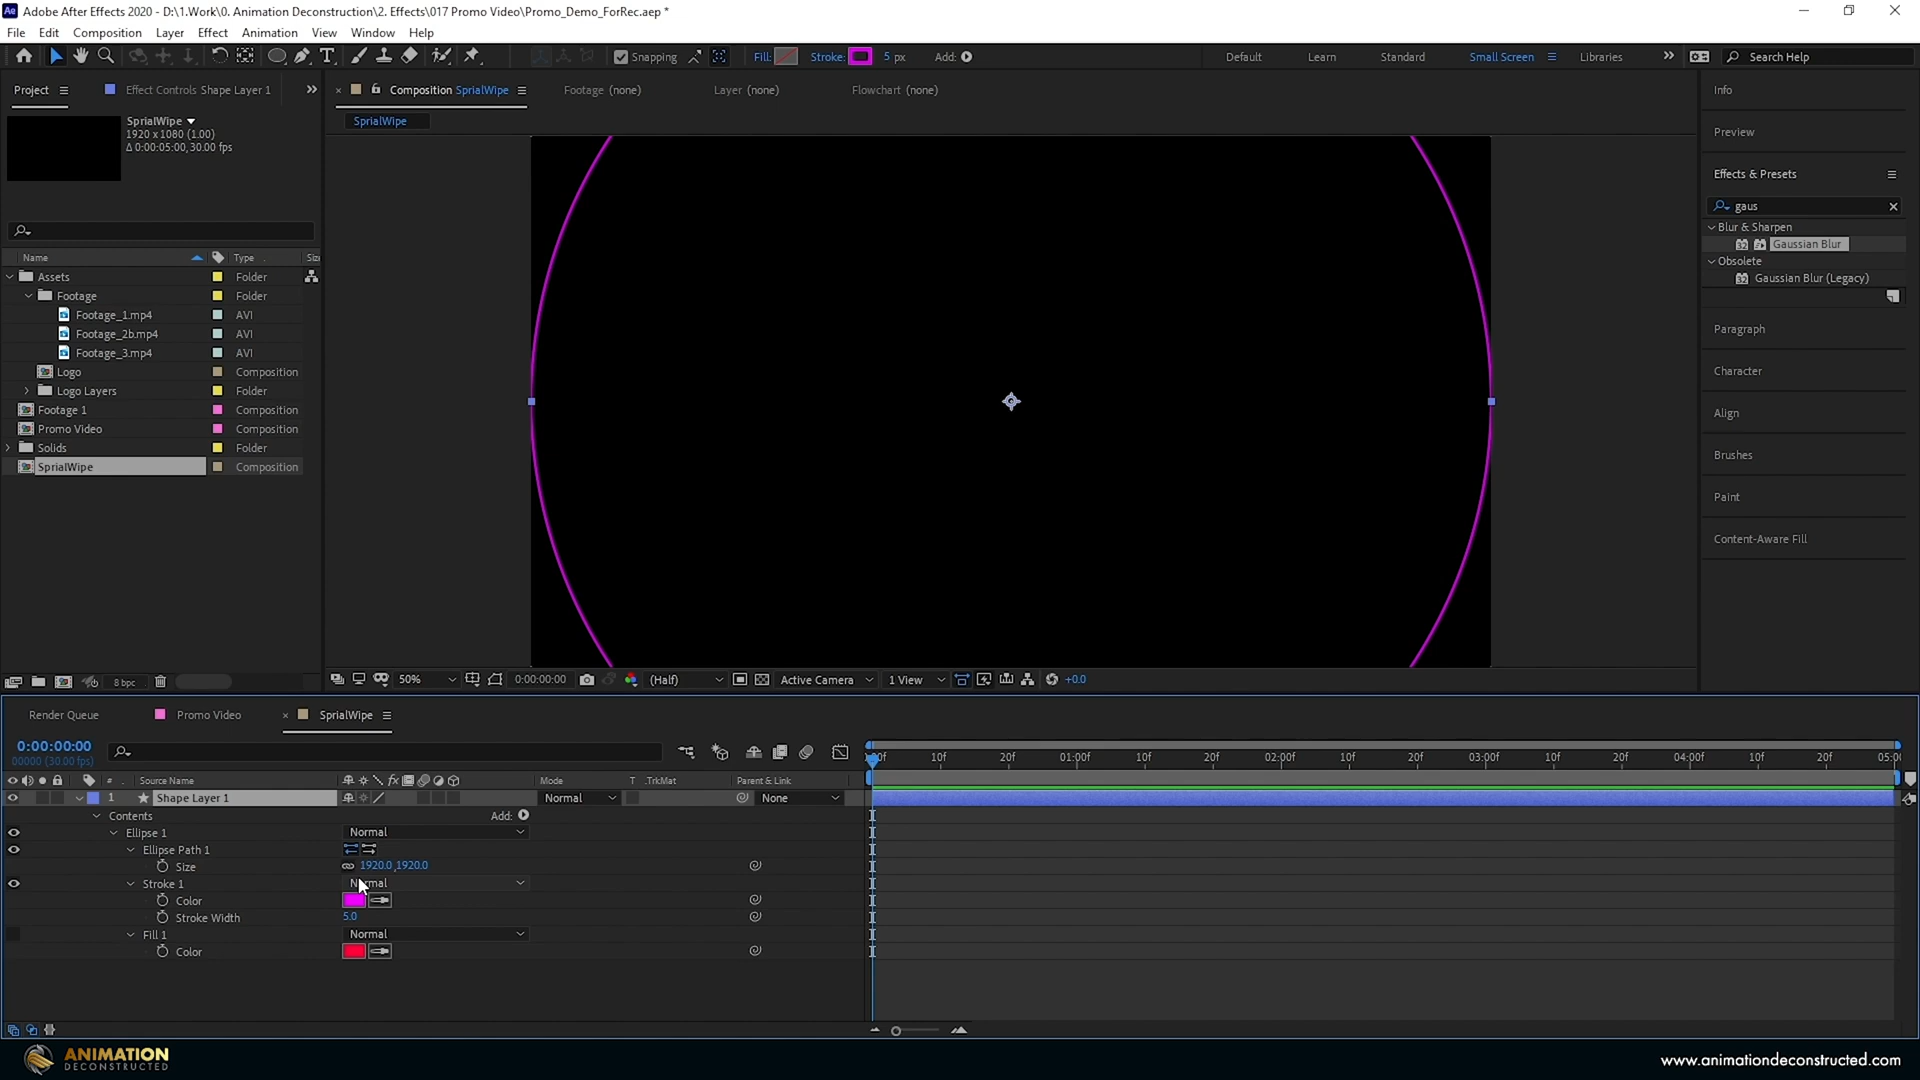 Adobe After Effects 2020 - D:\1.Work\0. Animation Deconstruction\2. Effects\017 Promo Video\Promo_Demo_ForRec.aep *
File Edit Composition Layer Effect Animation View Window Help
Snapping Fill: Stroke: 5 px Add: Default Learn Standard Small Screen Libraries Search Help
Project Effect Controls Shape Layer 1 Composition SprialWipe Footage (none) Layer (none) Flowchart (none) Info
SprialWipe
SprialWipe
1920 x 1080 (1.00)
Δ 0:00:05:00, 30.00 fps
Preview
Effects & Presets
gaus
Blur & Sharpen
Gaussian Blur
Obsolete
Gaussian Blur (Legacy)
Paragraph
Character
Align
Brushes
Paint
Content-Aware Fill
Name Type Siz
Assets Folder
Footage Folder
Footage_1.mp4 AVI
Footage_2b.mp4 AVI
Footage_3.mp4 AVI
Logo Composition
Logo Layers Folder
Footage 1 Composition
Promo Video Composition
Solids Folder
SprialWipe Composition
8 bpc 50% 0:00:00:00 (Half) Active Camera 1 View +0.0
Render Queue Promo Video SprialWipe
0:00:00:00
00000 (30.00 fps)
10f 20f 01:00f 10f 20f 02:00f 10f 20f 03:00f 10f 20f 04:00f 10f 20f 05:00
# Source Name fx Mode T .TrkMat Parent & Link
1 Shape Layer 1 Normal None
Contents Add:
Ellipse 1 Normal
Ellipse Path 1
Size 1920.0,1920.0
Stroke 1 Normal
Color
Stroke Width 5.0
Fill 1 Normal
Color
ANIMATION
DECONSTRUCTED
www.animationdeconstructed.com